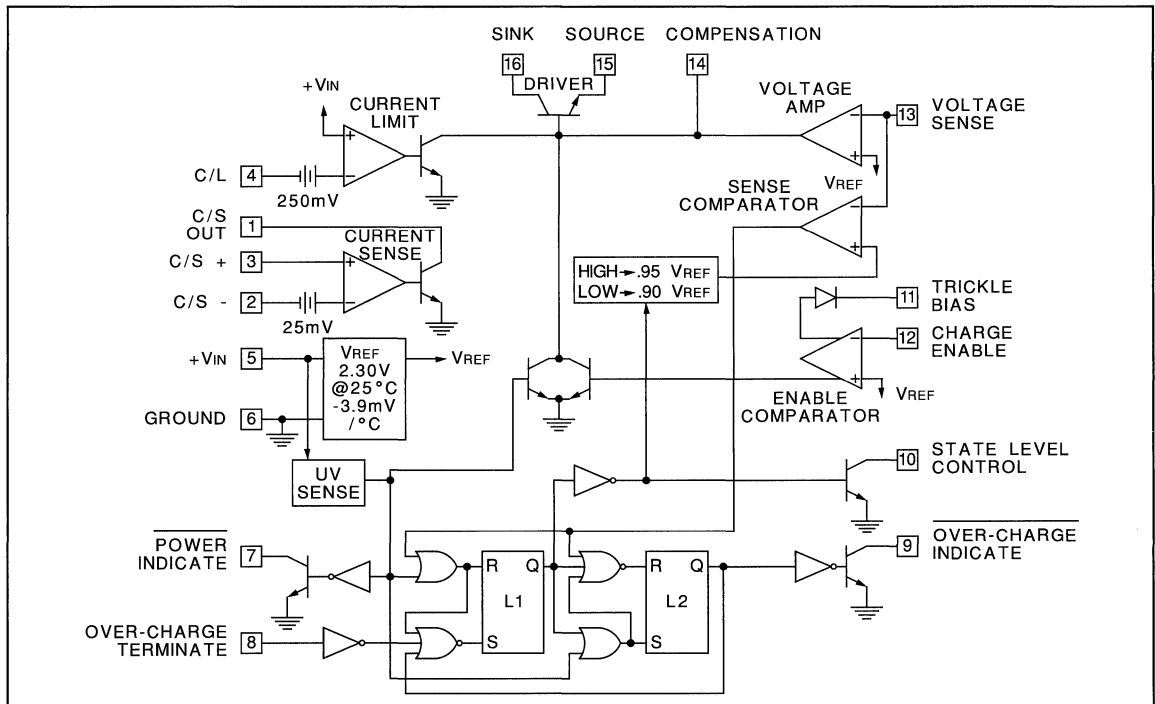 SINK SOURCE COMPENSATION
16 15 14
DRIVER
+VIN
CURRENT
LIMIT
+
-
C/L 4
250mV
VOLTAGE
AMP
-
+
13 VOLTAGE
SENSE
VREF
C/S
OUT 1
CURRENT
SENSE
C/S + 3
+
C/S - 2
-
25mV
SENSE
COMPARATOR
-
+
HIGH→.95 VREF
LOW→.90 VREF
11 TRICKLE
BIAS
12 CHARGE
ENABLE
-
+
VREF
ENABLE
COMPARATOR
+VIN 5
VREF
2.30V
@25°C
-3.9mV
/°C
VREF
GROUND 6
UV
SENSE
10 STATE LEVEL
CONTROL
POWER
INDICATE 7
9 OVER-CHARGE
INDICATE
R Q
L1
S
R Q
L2
S
OVER-CHARGE
TERMINATE 8